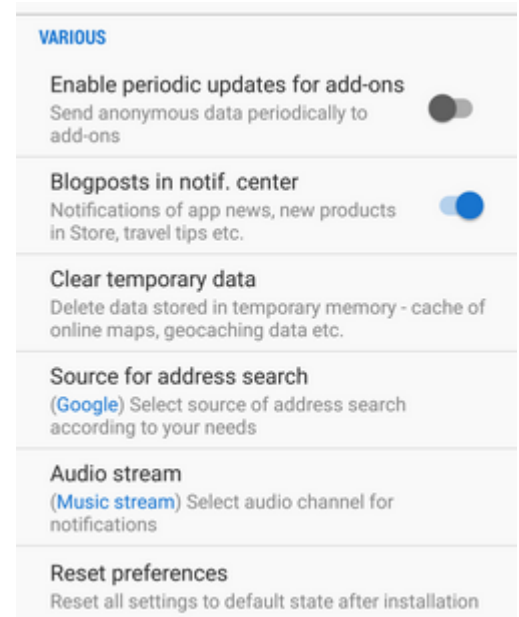 VARIOUS
Enable periodic updates for add-ons
Send anonymous data periodically to
add-ons
Blogposts in notif. center
Notifications of app news, new products
in Store, travel tips etc.
Clear temporary data
Delete data stored in temporary memory - cache of
online maps, geocaching data etc.
Source for address search
(Google) Select source of address search
according to your needs
Audio stream
(Music stream) Select audio channel for
notifications
Reset preferences
Reset all settings to default state after installation